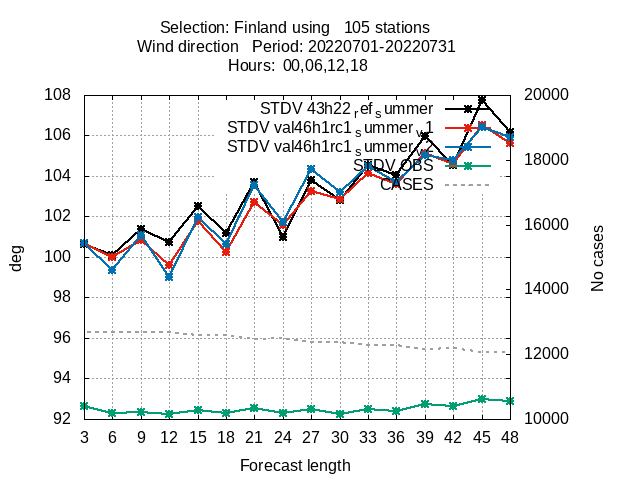 Selection: Finland using   105 stations
Wind direction   Period: 20220701-20220731
Hours:  00,06,12,18
STDV 43h22refsummer
STDV val46h1rc1summerv1
STDV val46h1rc1summerv2
STDV OBS
CASES
108
106
104
102
100
98
96
94
92
deg
20000
18000
16000
14000
12000
10000
No cases
3 6 9 12 15 18 21 24 27 30 33 36 39 42 45 48
Forecast length